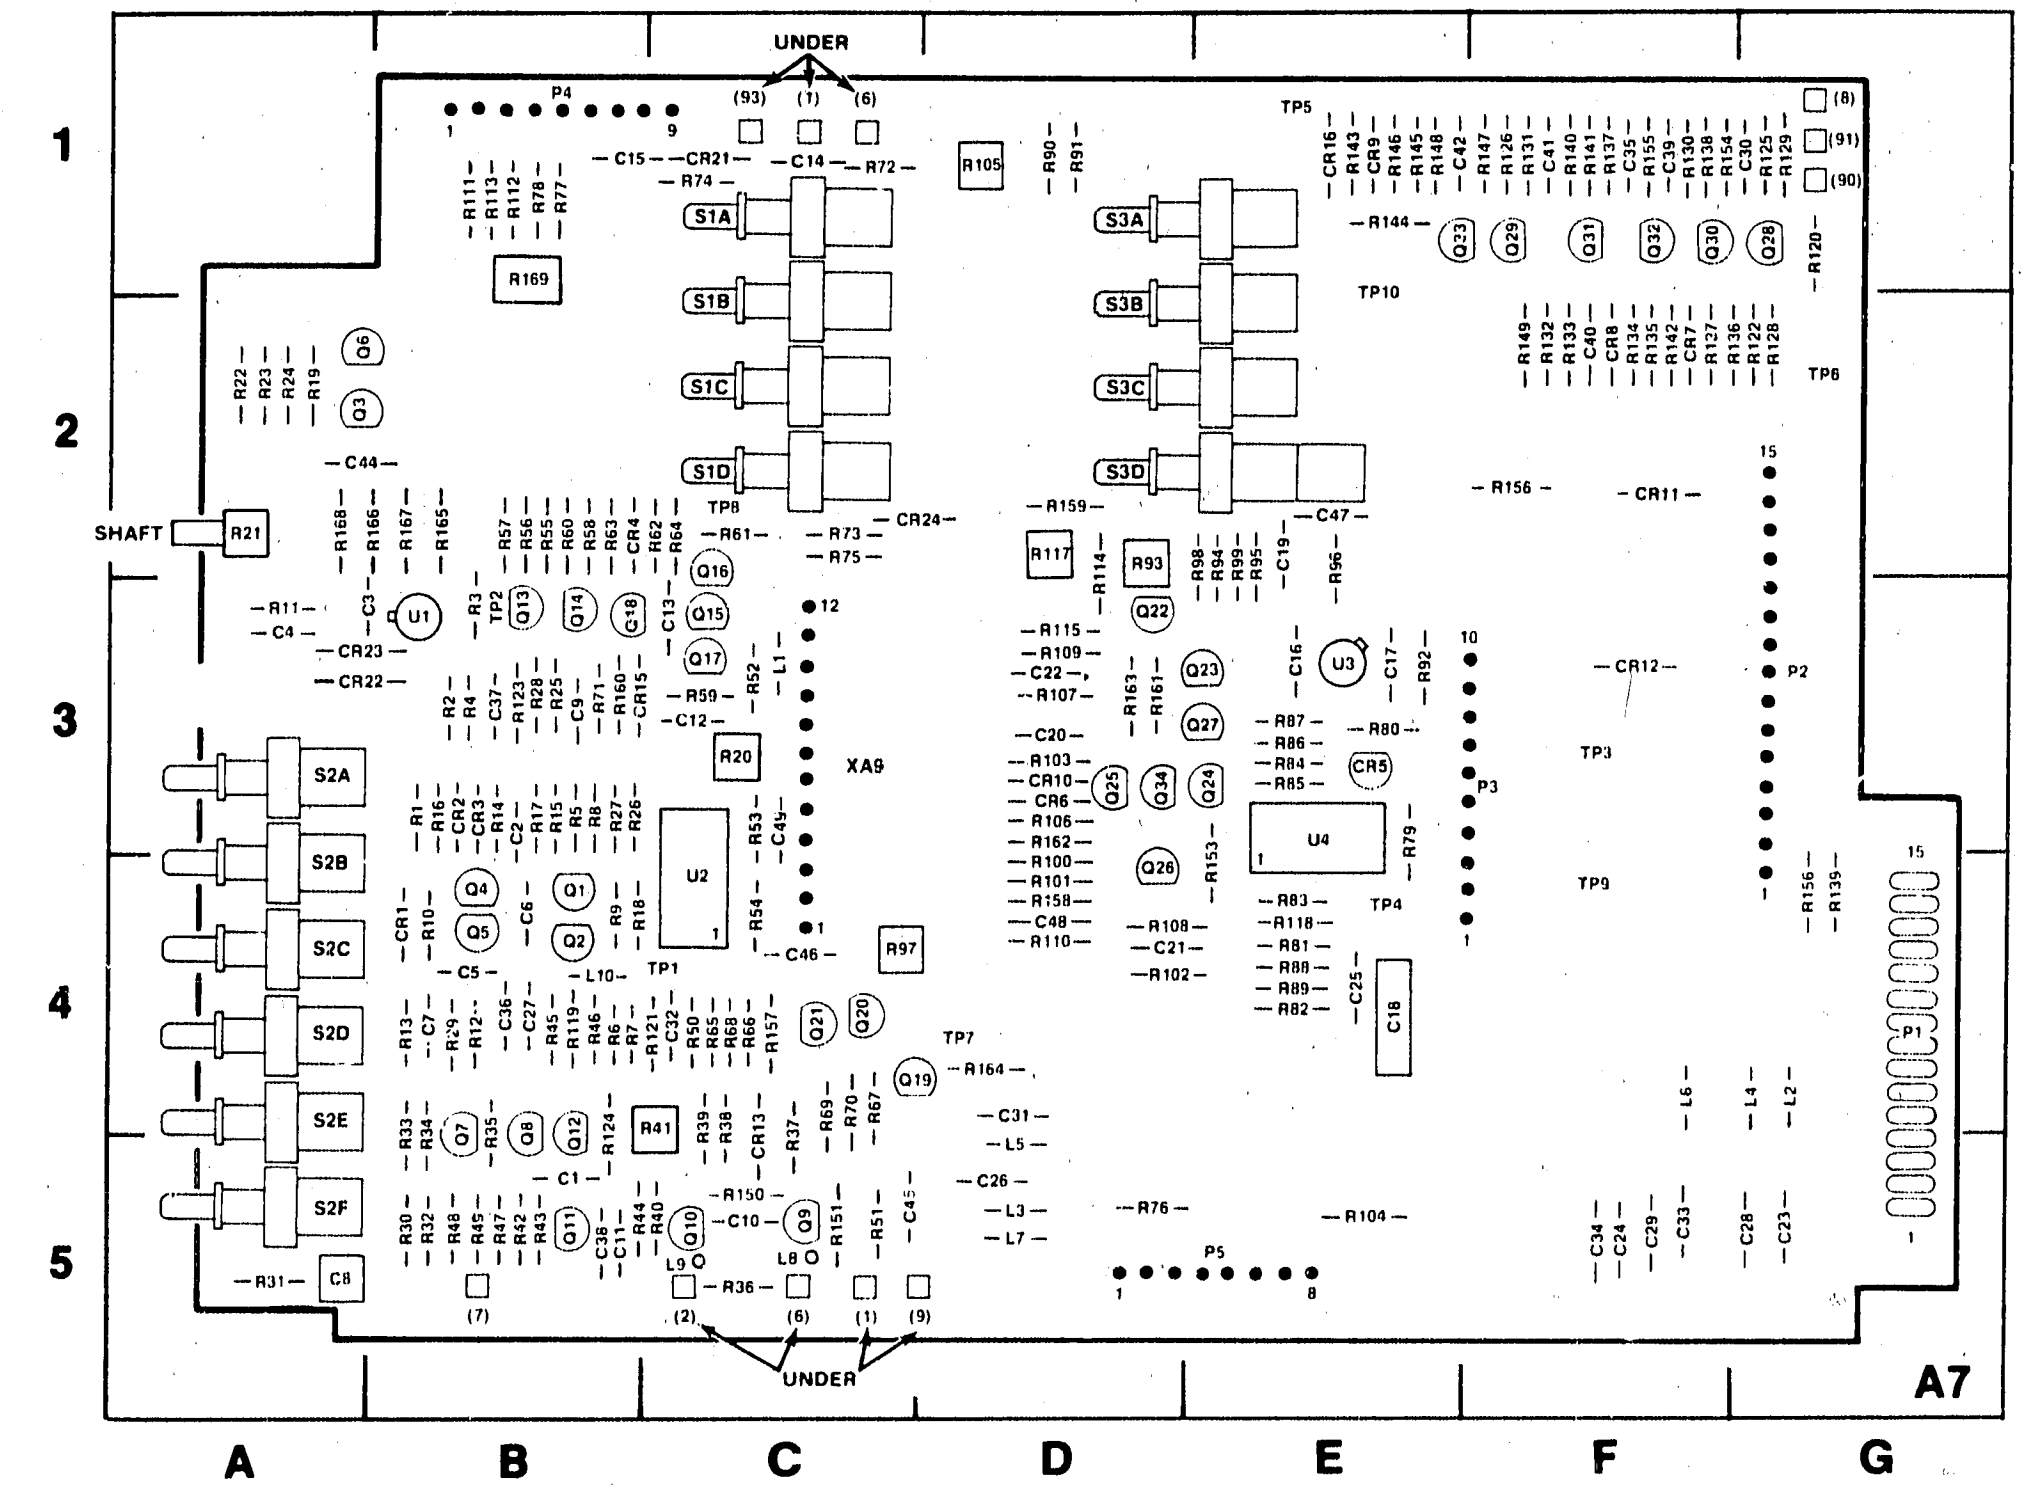 UNDER
P4
(93) (1) (6)
TP5
(8)
1
1 9
(91)
(90)
C15 CR21 C14 R72
R74
R105
R90 R91
CR16 R143 CR9 R146 R145 R148 C42 R147 R126 R131 C41 R140 R141 R137 C35 R155 C39 R130 R138 R154 C30 R125 R129
R111 R113 R112 R78 R77
S1A
S3A
R144
Q33 Q29 Q31 Q32 Q30 Q28
R120
R169
S1B
S3B
TP10
R149 R132 R133 C40 CR8 R134 R135 R142 CR7 R127 R136 R122 R128
Q6
R22 R23 R24 R19
Q3
S1C
S3C
TP6
2
C44
S1D
S3D
15
R156
CR11
SHAFT
R21
R168 R166 R167 R165
R57 R56 R55 R60 R58 R63 CR4 R62 R64
TP8
R61
R73
R75
CR24
R159
R117
R114
R93
R98 R94 R99 R95 C19
C47
R96
Q16
R11
C4
C3
U1
R3
TP2
Q13 Q14 Q18
C13
Q15
12
Q22
R115
R109
C22
R107
10
CR23
CR22
Q17
R52 L1
R163 R161
Q23
C16
U3
C17 R92
CR12
P2
3
R2 R4 C37 R123 R28 R25 C9 R71 R160 CR15
R59
C12
Q27
R87
R86
R84
R85
R80
C20
R20
XA9
R103
CR10
CR6
R106
R162
R100
R101
R158
C48
R110
Q25 Q34 Q24
CR5
TP3
P3
S2A
R1 R16 CR2 CR3 R14 C2 R17 R15 R5 R8 R27 R26
R53 C49
U4
1
R79
S2B
Q4
Q1
U2
1
Q26
R153
TP9
R156 R139
15
CR1 R10
Q5
C6
Q2
R9 R18
R54
1
R83
R118
R81
R88
R89
R82
TP4
1
1
S2C
C46
R97
R108
C21
R102
C5
L10
TP1
C25
C18
4
S2D
R13 C7 R29 R12 C36 C27 R45 R119 R46 R6 R7 R121 C32 R50 R65 R68 R66 R157
Q21
Q20
TP7
P1
Q19
R164
L6 L4 L2
S2E
R33 R34
Q7
R35
Q8
Q12
R124
R41
R39 R38 CR13 R37
R69 R70 R67
C31
L5
C1
R150
C26
S2F
R30 R32 R48 R49 R47 R42 R43
Q11
C38 C11 R44 R40
Q10
C10
Q9
R151 R51 C45
L3
L7
R76
R104
C34 C24 C29 C33 C28 C23
1
5
L9 L8
P5
R31
C8
R36
1 8
(7) (2) (6) (1) (9)
UNDER
A7
A B C D E F G